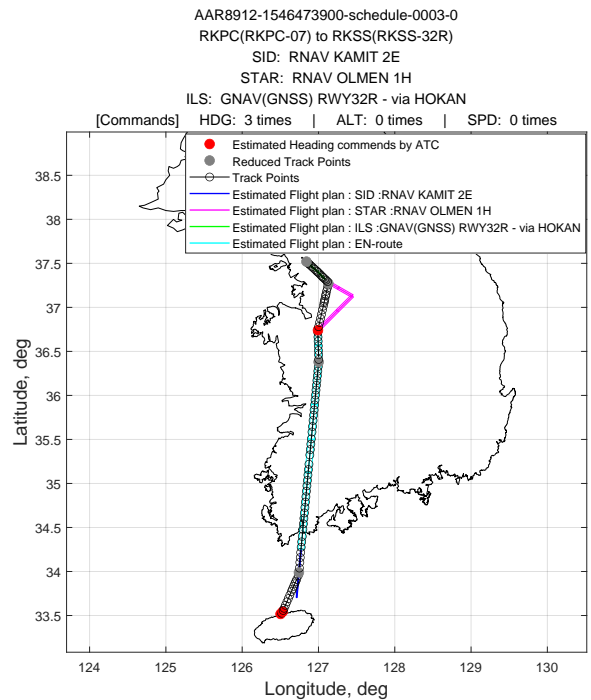 AAR8912-1546473900-schedule-0003-0
RKPC(RKPC-07) to RKSS(RKSS-32R)
SID: RNAV KAMIT 2E
STAR: RNAV OLMEN 1H
ILS: GNAV(GNSS) RWY32R - via HOKAN
[Commands] HDG: 3 times | ALT: 0 times | SPD: 0 times
Estimated Heading commends by ATC
Reduced Track Points
Track Points
Estimated Flight plan : SID :RNAV KAMIT 2E
Estimated Flight plan : STAR :RNAV OLMEN 1H
Estimated Flight plan : ILS :GNAV(GNSS) RWY32R - via HOKAN
Estimated Flight plan : EN-route
38.5
38
37.5
37
36.5
36
35.5
35
34.5
34
33.5
Latitude, deg
124
125
126
127
128
129
130
Longitude, deg